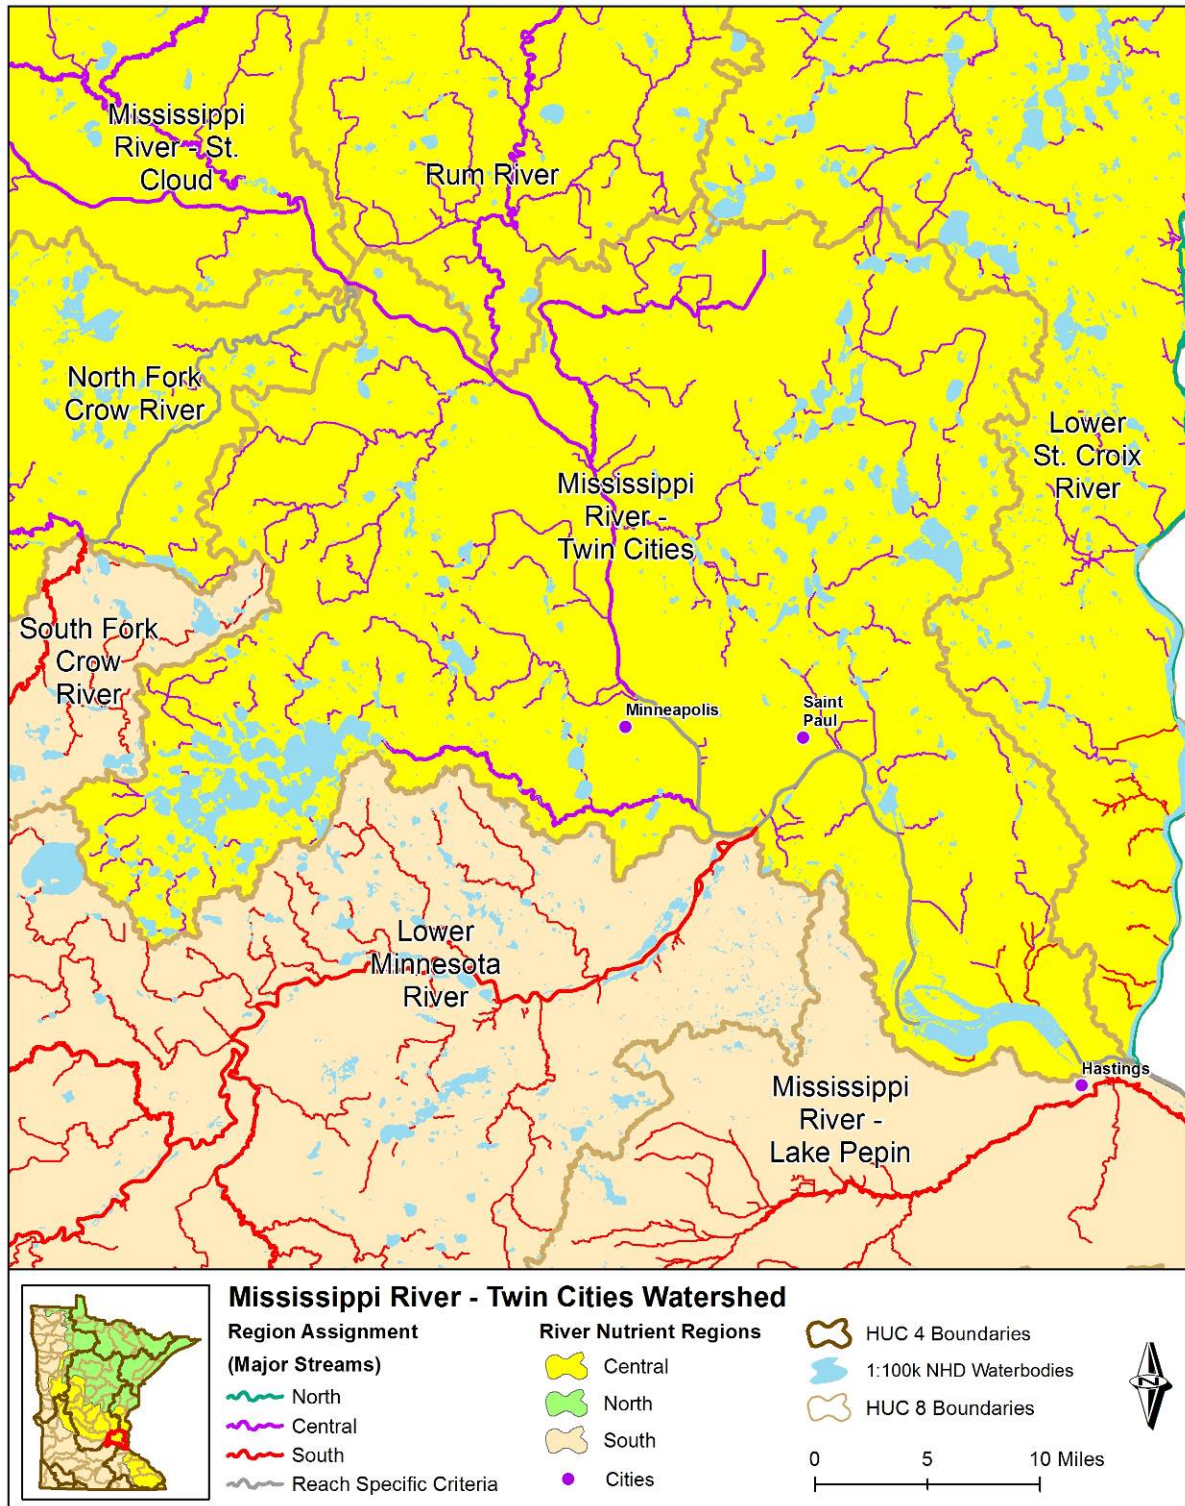 Mississippi
River - St.
Cloud
Rum River
North Fork
Crow River
Lower
St. Croix
River
Mississippi
River -
Twin Cities
South Fork
Crow
River
Minneapolis
Saint
Paul
Lower
Minnesota
River
Hastings
Mississippi
River -
Lake Pepin
Mississippi River - Twin Cities Watershed
Region Assignment
(Major Streams)
North
Central
South
Reach Specific Criteria
River Nutrient Regions
Central
North
South
Cities
HUC 4 Boundaries
1:100k NHD Waterbodies
HUC 8 Boundaries
0 5 10 Miles
N